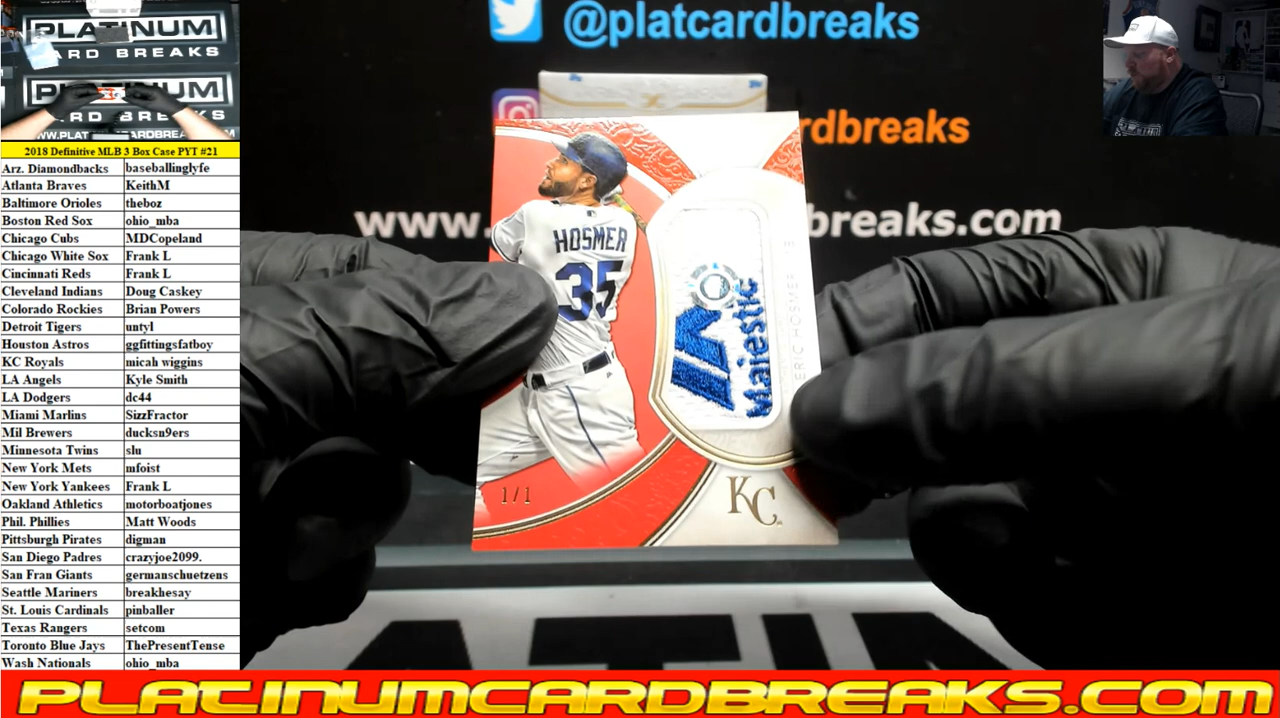 PLATINUM
ARD BREAKS
PLATINUM
ARD BREAKS
WWW.PLAT ARDBREA M
2018 Definitive MLB 3 Box Case PYT #21
Arz. Diamondbacks baseballinglyfe
Atlanta Braves KeithM
Baltimore Orioles theboz
Boston Red Sox ohio_mba
Chicago Cubs MDCopeland
Chicago White Sox Frank L
Cincinnati Reds Frank L
Cleveland Indians Doug Caskey
Colorado Rockies Brian Powers
Detroit Tigers untyl
Houston Astros ggfittingsfatboy
KC Royals micah wiggins
LA Angels Kyle Smith
LA Dodgers dc44
Miami Marlins SizzFractor
Mil Brewers ducksn9ers
Minnesota Twins slu
New York Mets mfoist
New York Yankees Frank L
Oakland Athletics motorboatjones
Phil. Phillies Matt Woods
Pittsburgh Pirates digman
San Diego Padres crazyjoe2099.
San Fran Giants germanschuetzens
Seattle Mariners breakhesay
St. Louis Cardinals pinballer
Texas Rangers setcom
Toronto Blue Jays ThePresentTense
Wash Nationals ohio_mba
@platcardbreaks
rdbreaks
www. breaks.com
HOSMER
35
Majestic
ERIC HOSMER
1/1
KC
PLATINUMCARDBREAKS.COM